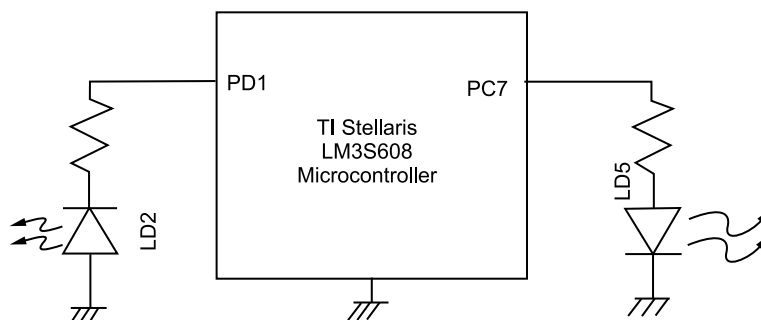 PD1
PC7
TI Stellaris
LM3S608
Microcontroller
LD2
LD5